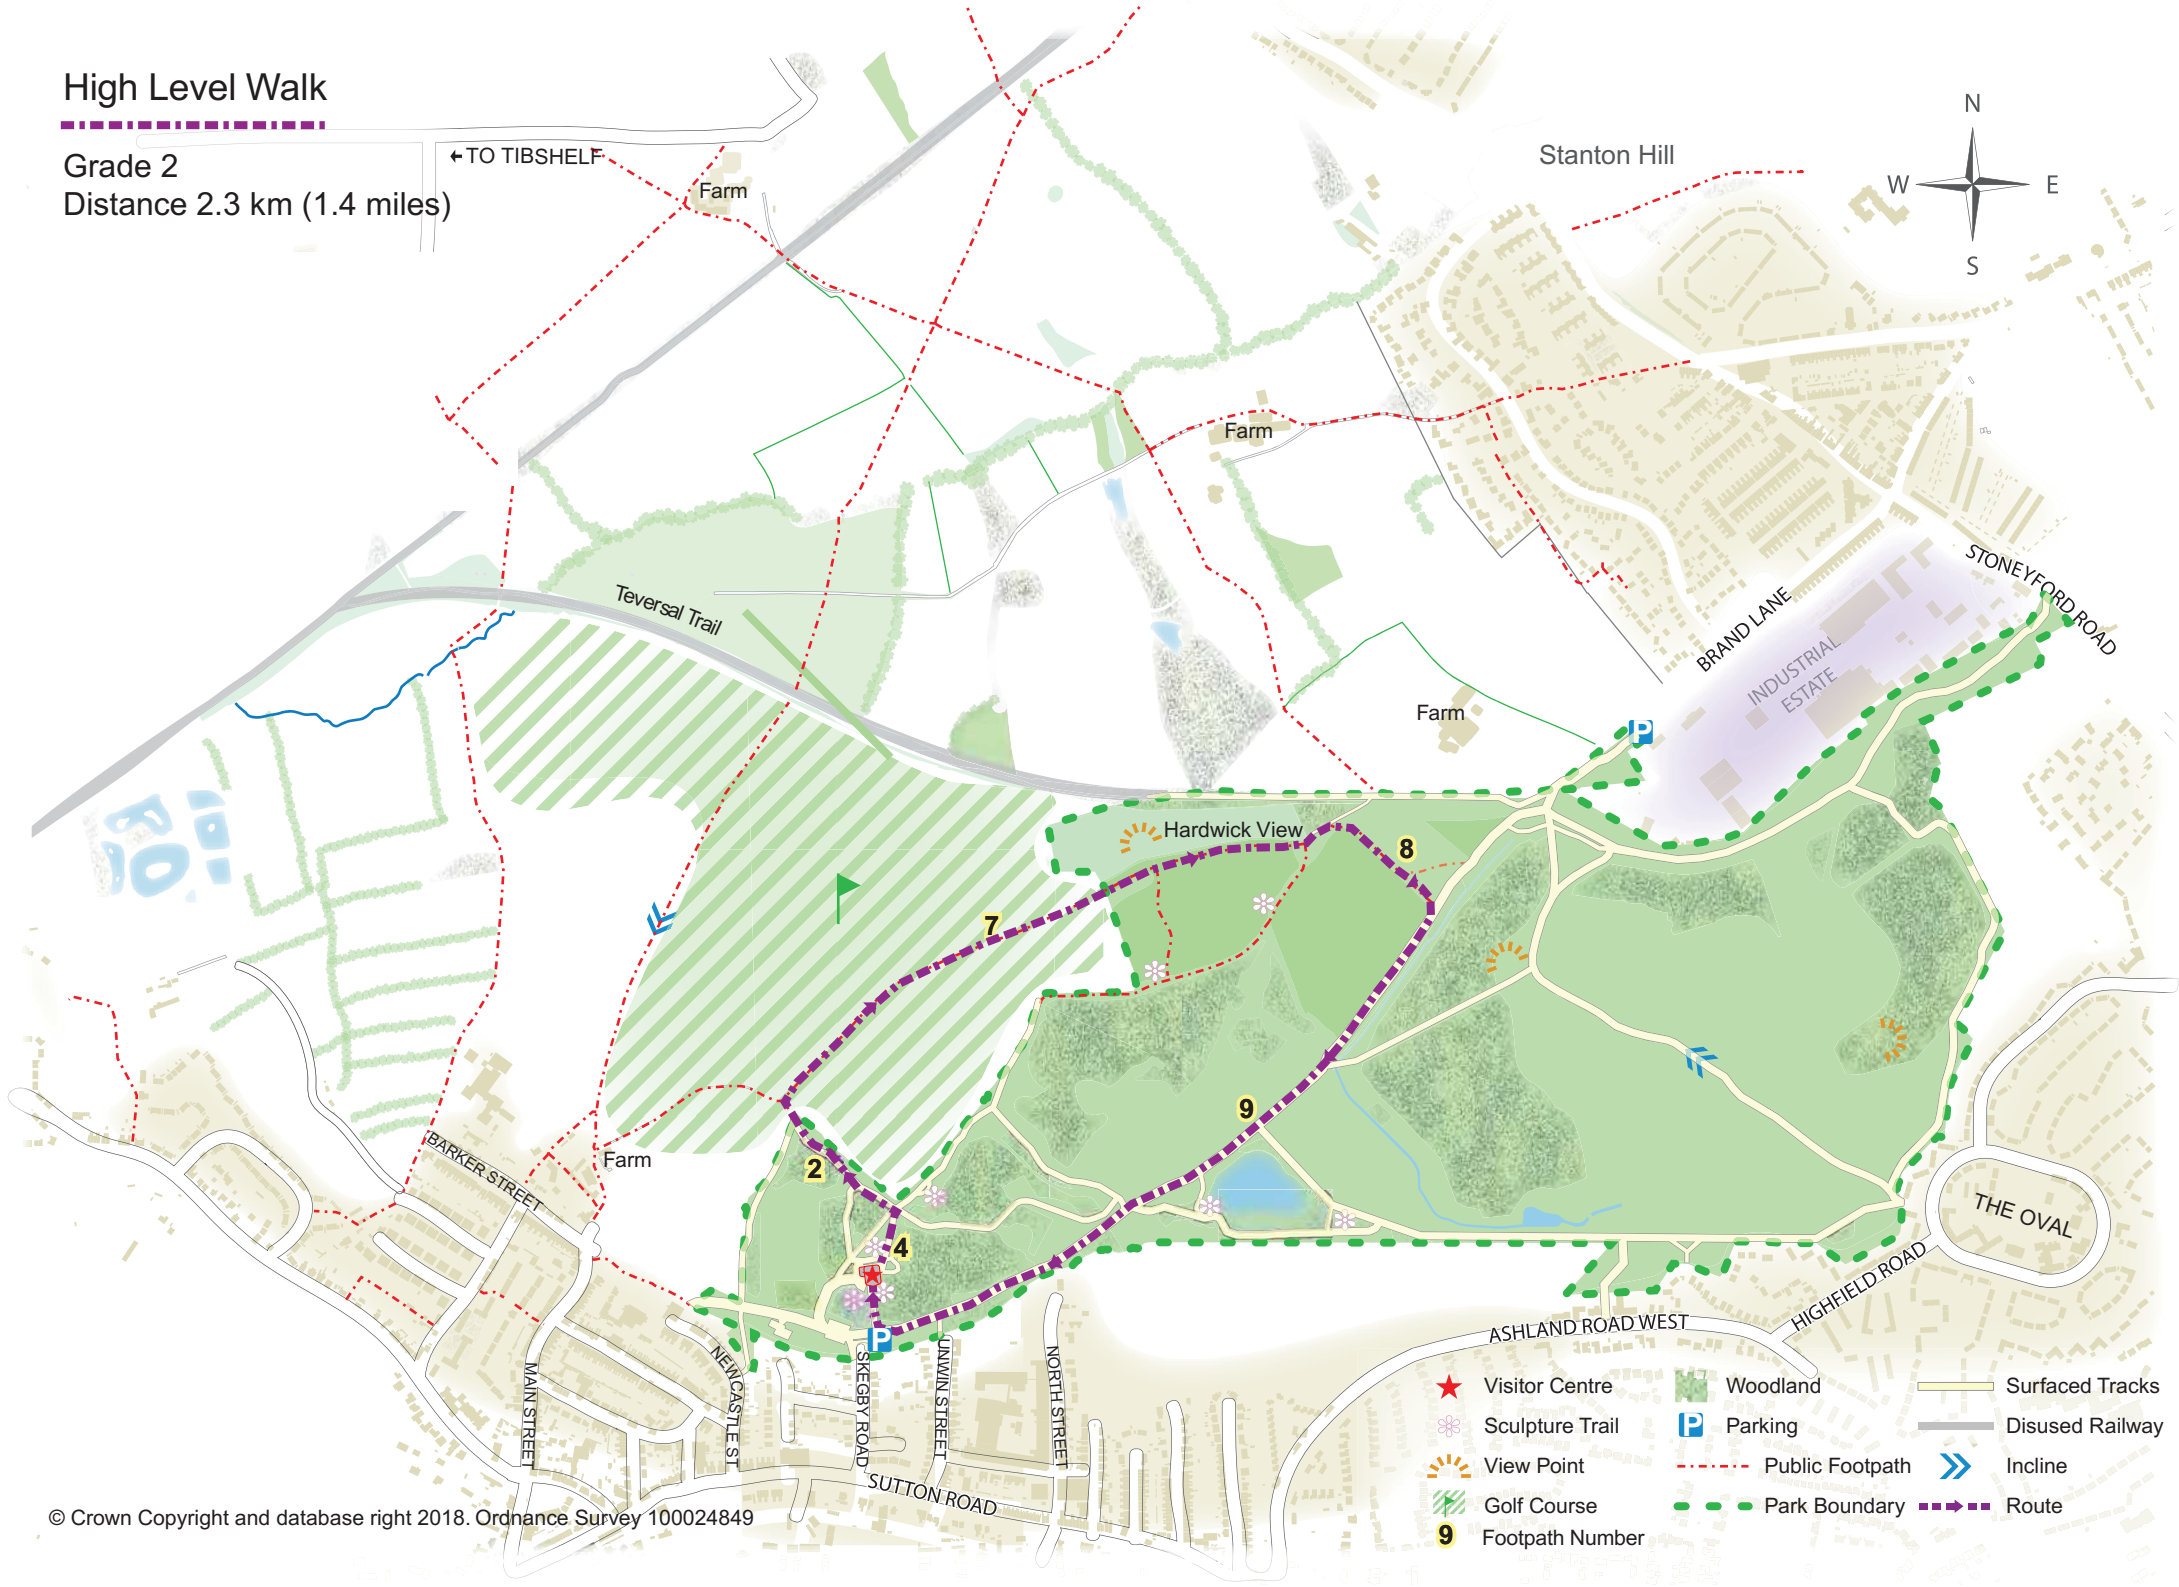 High Level Walk
Grade 2
Distance 2.3 km (1.4 miles)
TO TIBSHELF
Farm
Stanton Hill
N
W
E
S
Farm
Teversal Trail
STONEYFORD ROAD
BRAND LANE
INDUSTRIAL
ESTATE
Farm
P
Hardwick View
8
7
9
BARKER STREET
Farm
2
4
THE OVAL
HIGHFIELD ROAD
ASHLAND ROAD WEST
P
MAIN STREET
NEWCASTLE ST
SKEGBY ROAD
UNWIN STREET
NORTH STREET
SUTTON ROAD
Visitor Centre
Woodland
Surfaced Tracks
Sculpture Trail
P
Parking
Disused Railway
View Point
Public Footpath
Incline
Golf Course
Park Boundary
Route
9
Footpath Number
© Crown Copyright and database right 2018. Ordnance Survey 100024849